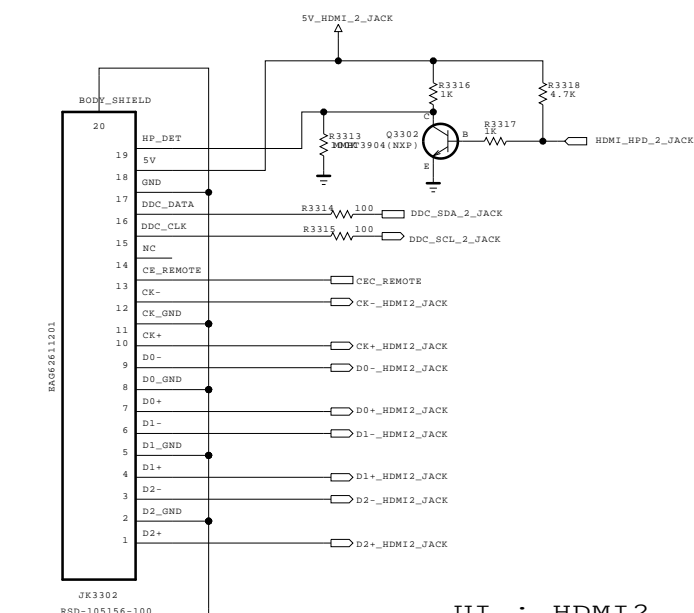 5V_HDMI_2_JACK
BODY_SHIELD
20
R3316
1K
R3318
4.7K
C
Q3302
MMBT3904(NXP)
B
E
R3317
1K
HDMI_HPD_2_JACK
R3313
HP_DET
19
5V
18
GND
17
DDC_DATA
R3314
100
DDC_SDA_2_JACK
16
DDC_CLK
R3315
100
DDC_SCL_2_JACK
15
NC
14
CE_REMOTE
CEC_REMOTE
13
CK-
CK-_HDMI2_JACK
12
CK_GND
11
CK+
10
CK+_HDMI2_JACK
D0-
D0-_HDMI2_JACK
9
D0_GND
8
D0+
D0+_HDMI2_JACK
7
D1-
D1-_HDMI2_JACK
6
D1_GND
5
D1+
D1+_HDMI2_JACK
4
D2-
D2-_HDMI2_JACK
3
D2_GND
2
D2+
D2+_HDMI2_JACK
1
EAG62611201
JK3302
RSD-105156-100
UI : HDMI2